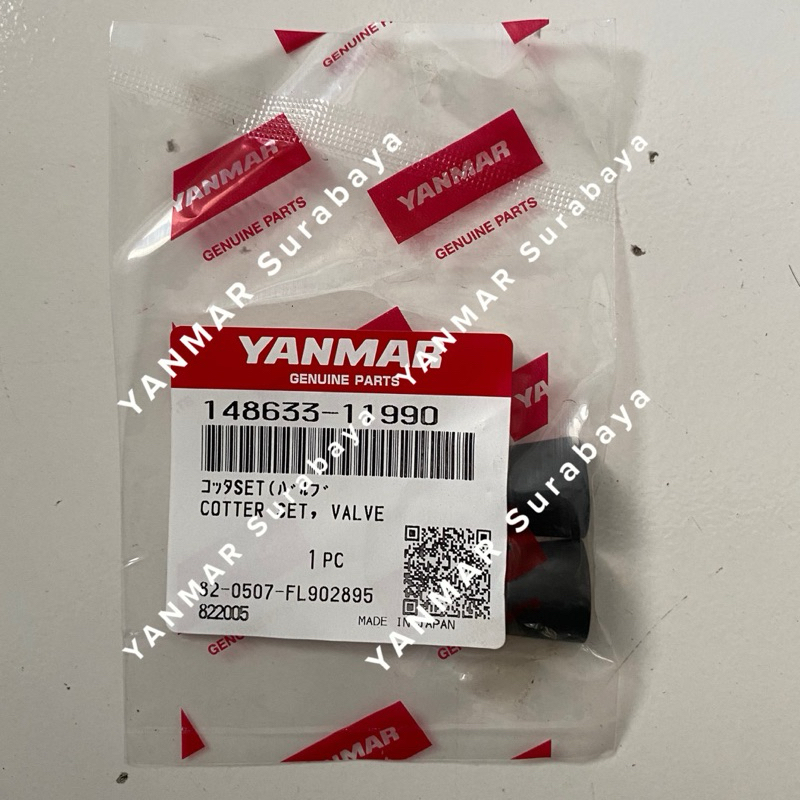 GENUINE
YANMAR
GENUINE PARTS
YANMAR
GENUINE PARTS
YANMAR Surabaya
YANMAR Surabaya
YANMAR
GENUINE PARTS
148633-11990
YA
コッタSET(バルブ
COTTER SET, VALVE
1 PC
82-0507-FL902895
822005
MADE IN JAPAN
YANMAR Surabaya
YANMAR Surabaya
YANMAR